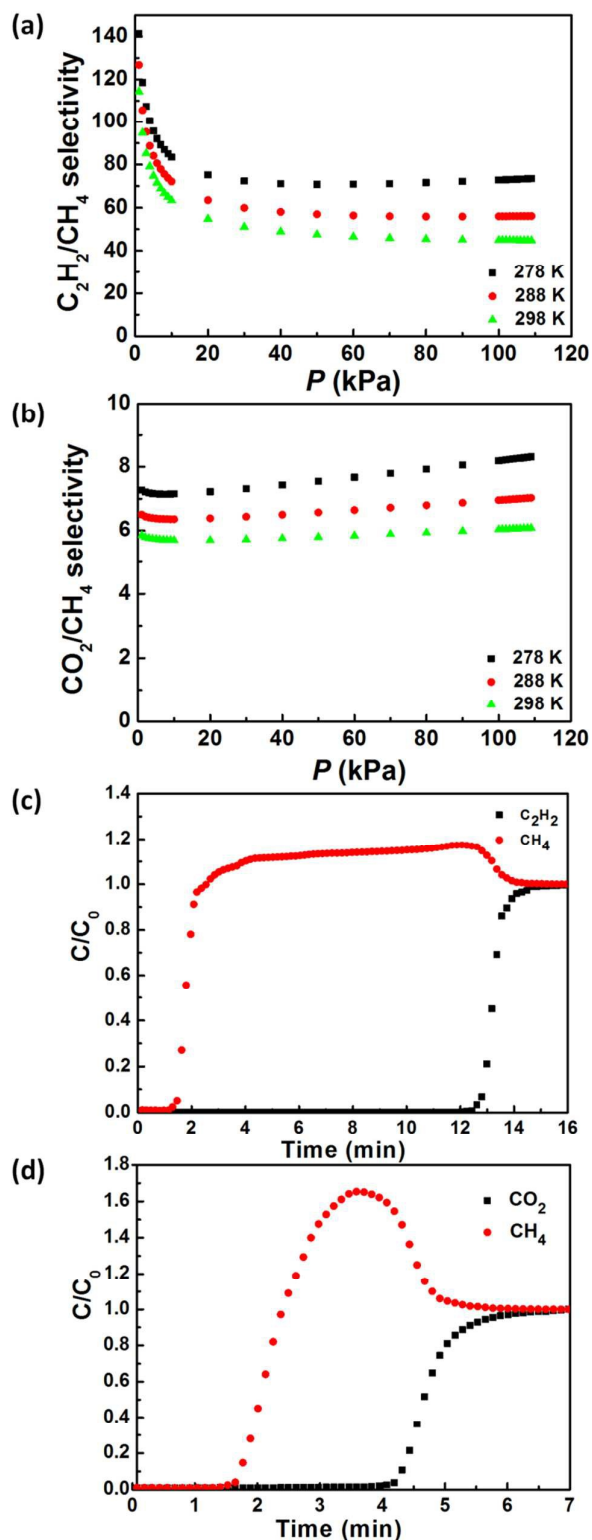 (a)
C₂H₂/CH₄ selectivity
140
120
100
80
60
40
20
0
278 K
288 K
298 K
0 20 40 60 80 100 120
P (kPa)
(b)
CO₂/CH₄ selectivity
10
8
6
4
2
0
278 K
288 K
298 K
0 20 40 60 80 100 120
P (kPa)
(c)
C/C₀
1.4
1.2
1.0
0.8
0.6
0.4
0.2
0.0
C₂H₂
CH₄
0 2 4 6 8 10 12 14 16
Time (min)
(d)
C/C₀
1.8
1.6
1.4
1.2
1.0
0.8
0.6
0.4
0.2
0.0
CO₂
CH₄
0 1 2 3 4 5 6 7
Time (min)